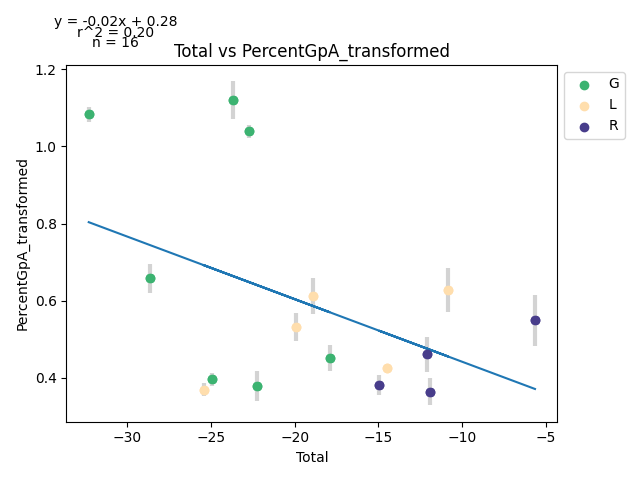 y = -0.02x + 0.28
r^2 = 0.20
n = 16
Total vs PercentGpA_transformed
G
L
R
1.2
1.0
0.8
0.6
0.4
PercentGpA_transformed
−30
−25
−20
−15
−10
−5
Total